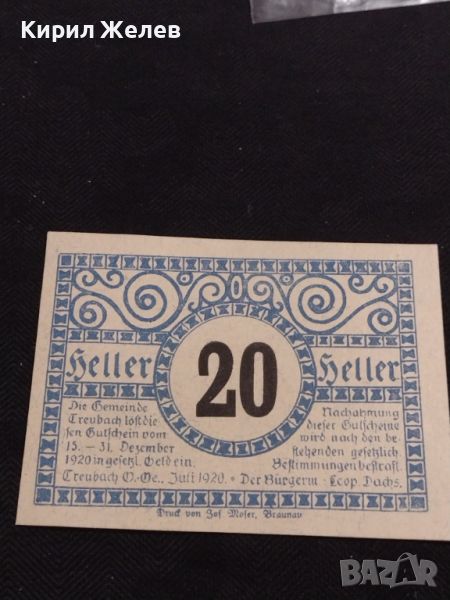 Кирил Желев
Heller 20 Heller
Die Gemeinde
Treubach löst die
sen Gutschein vom
15.-31. Dezember
1920 in gesetzl. Geld ein.
Nachahmung
dieser Gutscheine
wird nach den be-
stehenden gesetzlich.
Bestimmungen bestraft.
Treubach O.-Oe., Juli 1920. • Der Bürgerm: Leop. Dachs.
Druck von Jos. Moser, Braunau
BAZAR